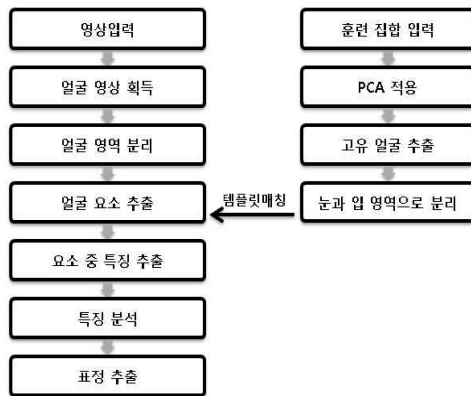 영상입력
얼굴 영상 획득
얼굴 영역 분리
얼굴 요소 추출
요소 중 특징 추출
특징 분석
표정 추출
템플릿매칭
훈련 집합 입력
PCA 적용
고유 얼굴 추출
눈과 입 영역으로 분리